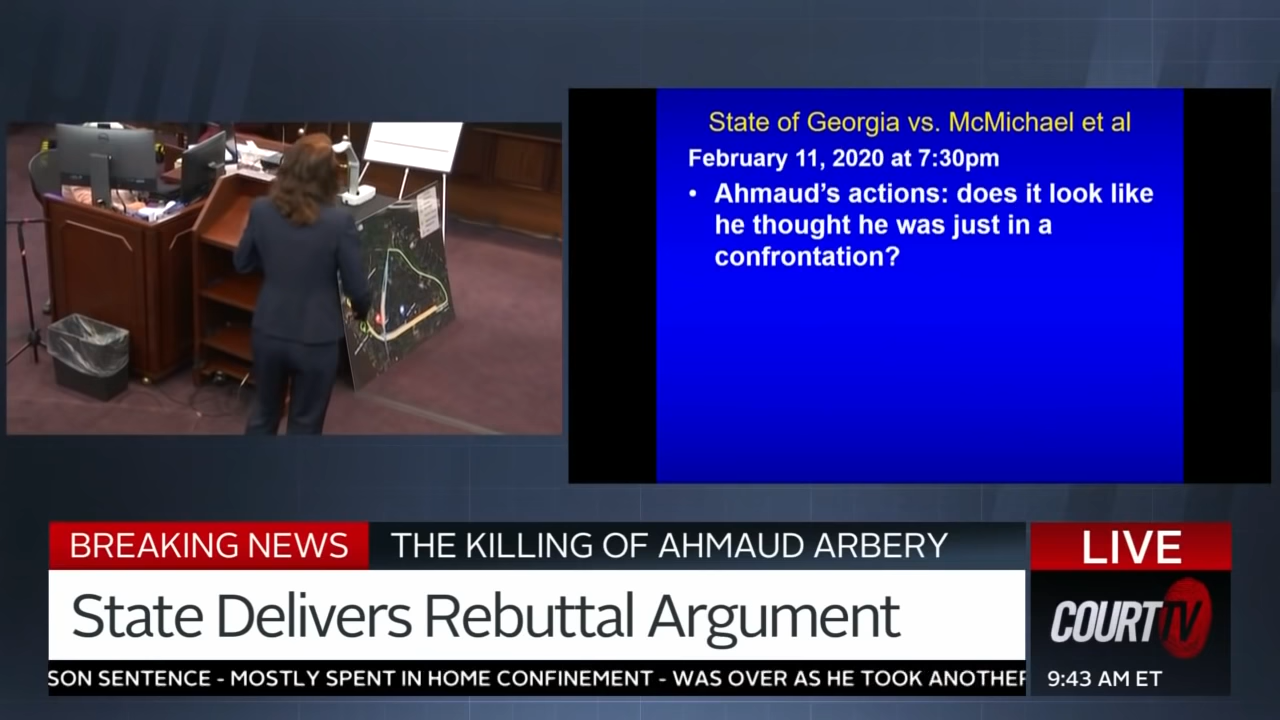 State of Georgia vs. McMichael et al
February 11, 2020 at 7:30pm
• Ahmaud's actions: does it look like
he thought he was just in a
confrontation?
BREAKING NEWS
THE KILLING OF AHMAUD ARBERY
LIVE
State Delivers Rebuttal Argument
COURT TV
SON SENTENCE - MOSTLY SPENT IN HOME CONFINEMENT - WAS OVER AS HE TOOK ANOTHER
9:43 AM ET